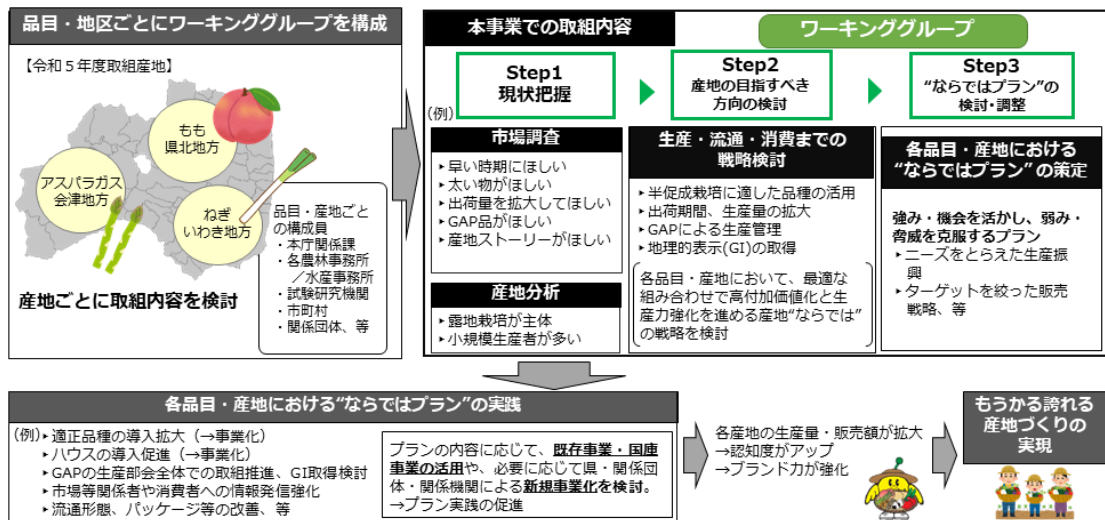 品目・地区ごとにワーキンググループを構成
【令和５年度取組産地】
もも
県北地方
アスパラガス
会津地方
ねぎ
いわき地方
品目・産地ごと
の構成員
・本庁関係課
・各農林事務所
／水産事務所
・試験研究機関
・市町村
・関係団体、等
産地ごとに取組内容を検討
本事業での取組内容
ワーキンググループ
Step1
現状把握
Step2
産地の目指すべき
方向の検討
Step3
“ならではプラン”の
検討・調整
(例)
市場調査
▸早い時期にほしい
▸太い物がほしい
▸出荷量を拡大してほしい
▸GAP品がほしい
▸産地ストーリーがほしい
産地分析
▸露地栽培が主体
▸小規模生産者が多い
生産・流通・消費までの
戦略検討
▸半促成栽培に適した品種の活用
▸出荷期間、生産量の拡大
▸GAPによる生産管理
▸地理的表示(GI)の取得
各品目・産地において、最適な
組み合わせで高付加価値化と生
産力強化を進める産地“ならでは”
の戦略を検討
各品目・産地における
“ならではプラン” の策定
強み・機会を活かし、弱み・
脅威を克服するプラン
▸ニーズをとらえた生産振
興
▸ターゲットを絞った販売
戦略、等
各品目・産地における“ならではプラン”の実践
(例)▸適正品種の導入拡大（→事業化）
▸ハウスの導入促進（→事業化）
▸GAPの生産部会全体での取組推進、GI取得検討
▸市場等関係者や消費者への情報発信強化
▸流通形態、パッケージ等の改善、等
プランの内容に応じて、既存事業・国庫
事業の活用や、必要に応じて県・関係団
体・関係機関による新規事業化を検討。
→プラン実践の促進
各産地の生産量・販売額が拡大
→認知度がアップ
→ブランド力が強化
もうかる誇れる
産地づくりの
実現